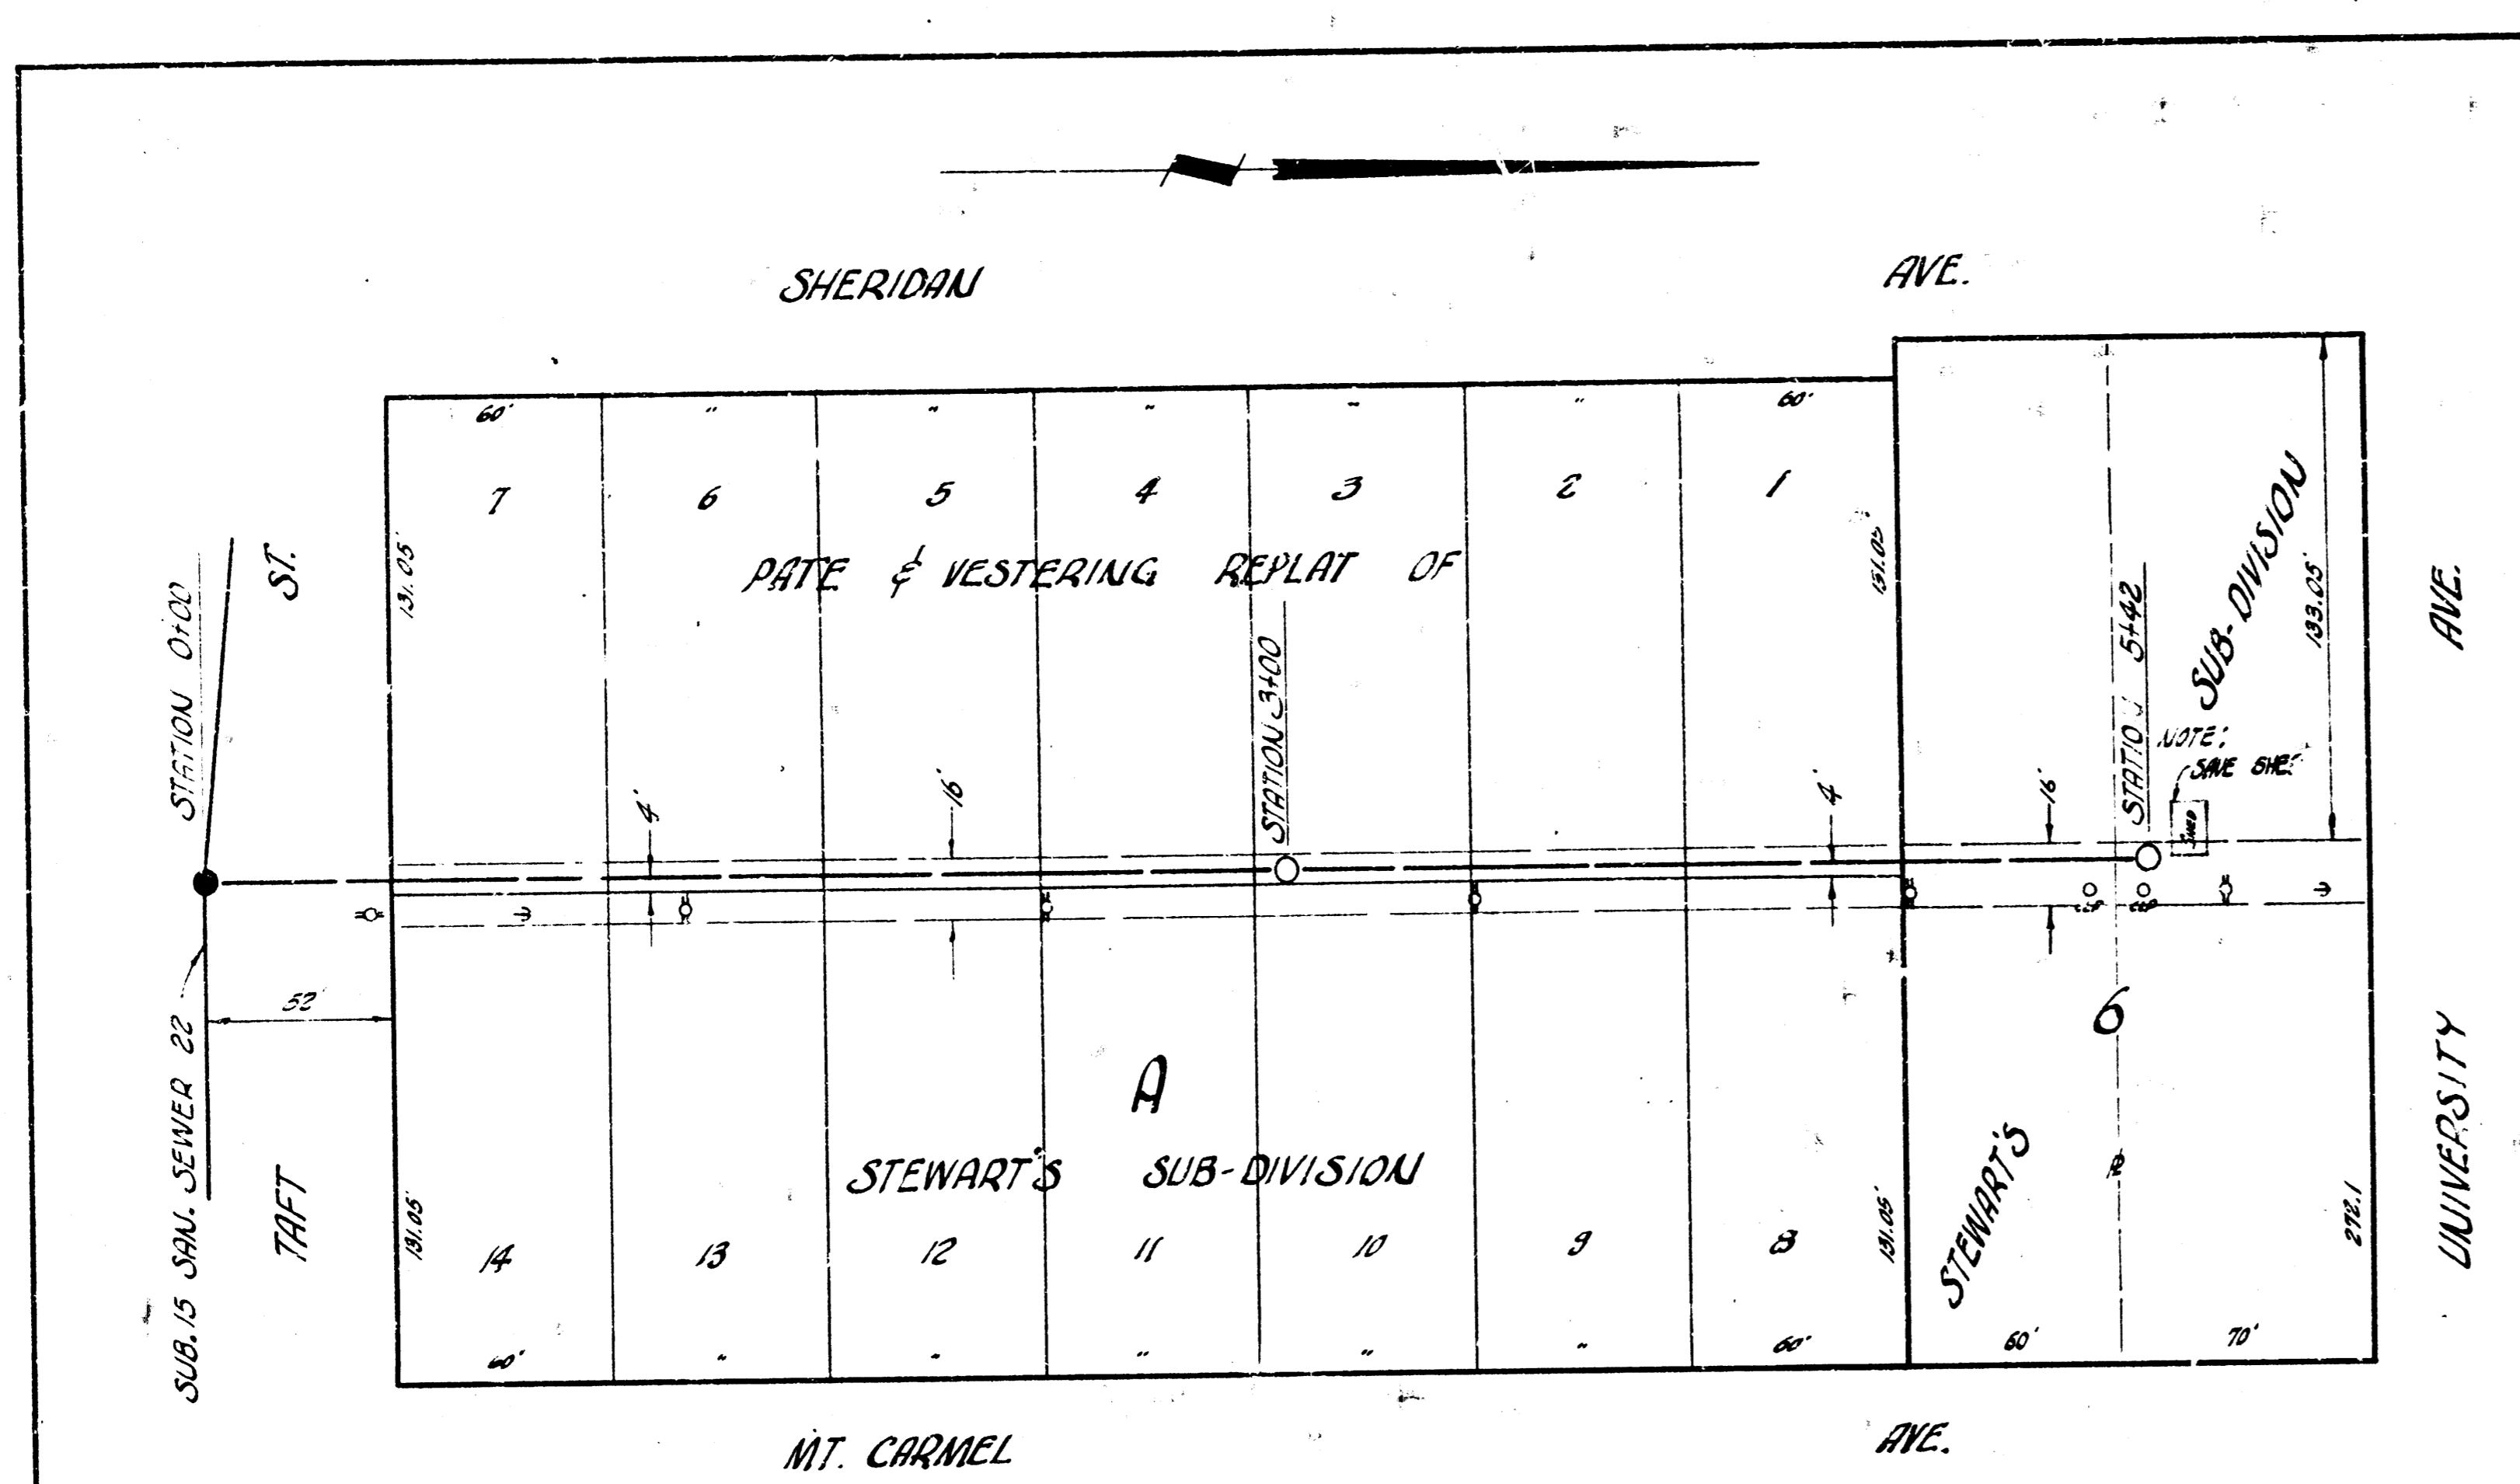 SHERIDAN AVE.
60' " " " " " 60'
7 6 5 4 3 2 1
131.05' 131.05'
PATE & VESTERING REPLAT OF
STATION 0+00
ST.
STATION 3+00
STATION 5+42
SUB-DIVISION
133.05'
AVE.
NOTE:
SAVE
SHED
4' 16' 4' 16'
52'
SUB. 15 SAN. SEWER 22
TAFT
A
6
STEWART'S SUB-DIVISION
STEWART'S
UNIVERSITY
131.05' 131.05' 272.1
14 13 12 11 10 9 8
60' " " " " " 60' 60' 70'
MT. CARMEL AVE.